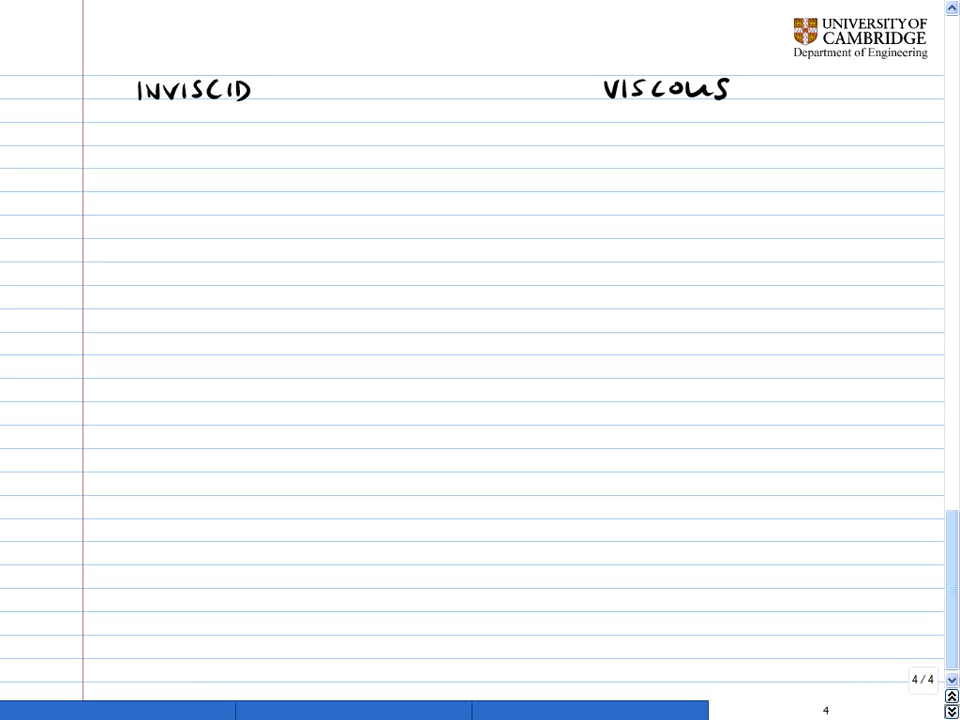 UNIVERSITY OF
CAMBRIDGE
Department of Engineering
INVISCID VISCOUS
4 / 4
4